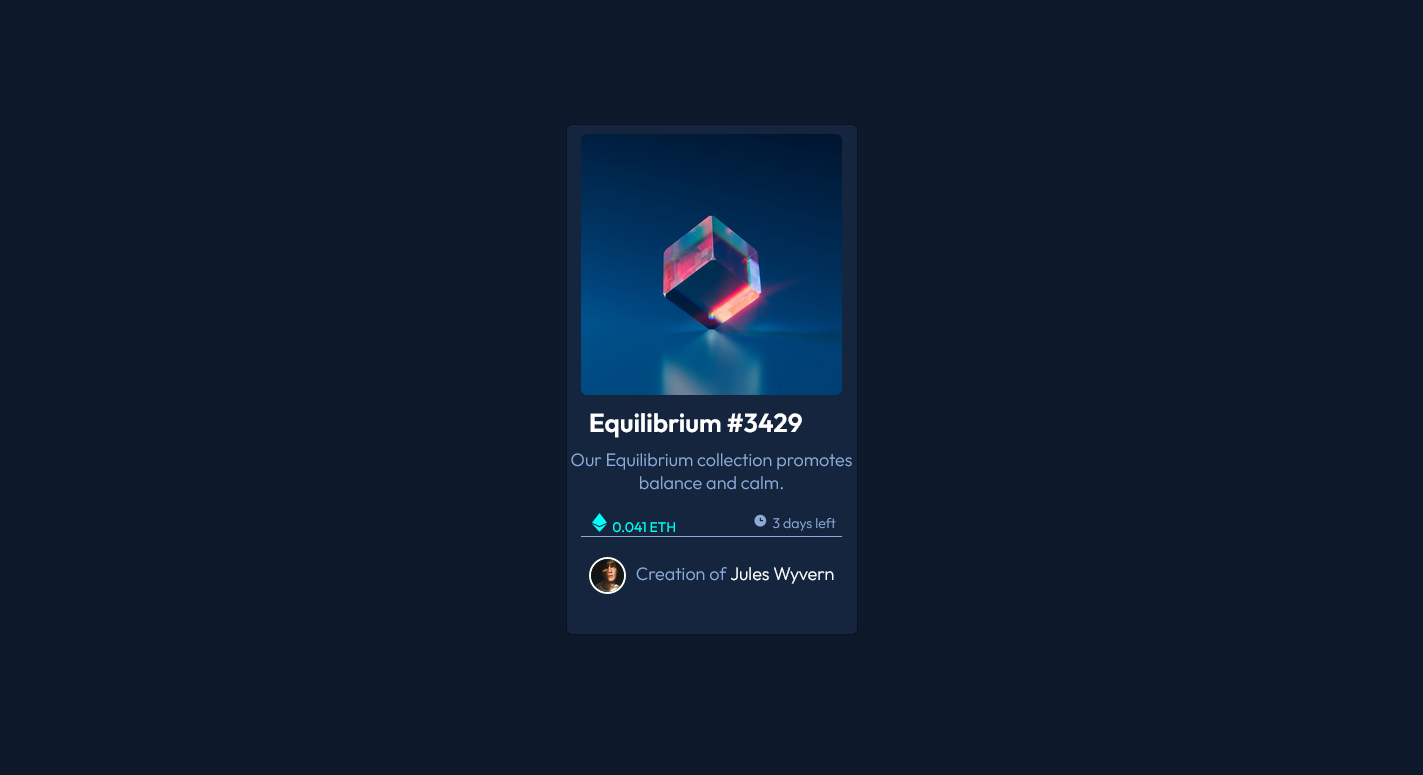 Equilibrium #3429
Our Equilibrium collection promotes
balance and calm.
0.041 ETH 3 days left
Creation of Jules Wyvern